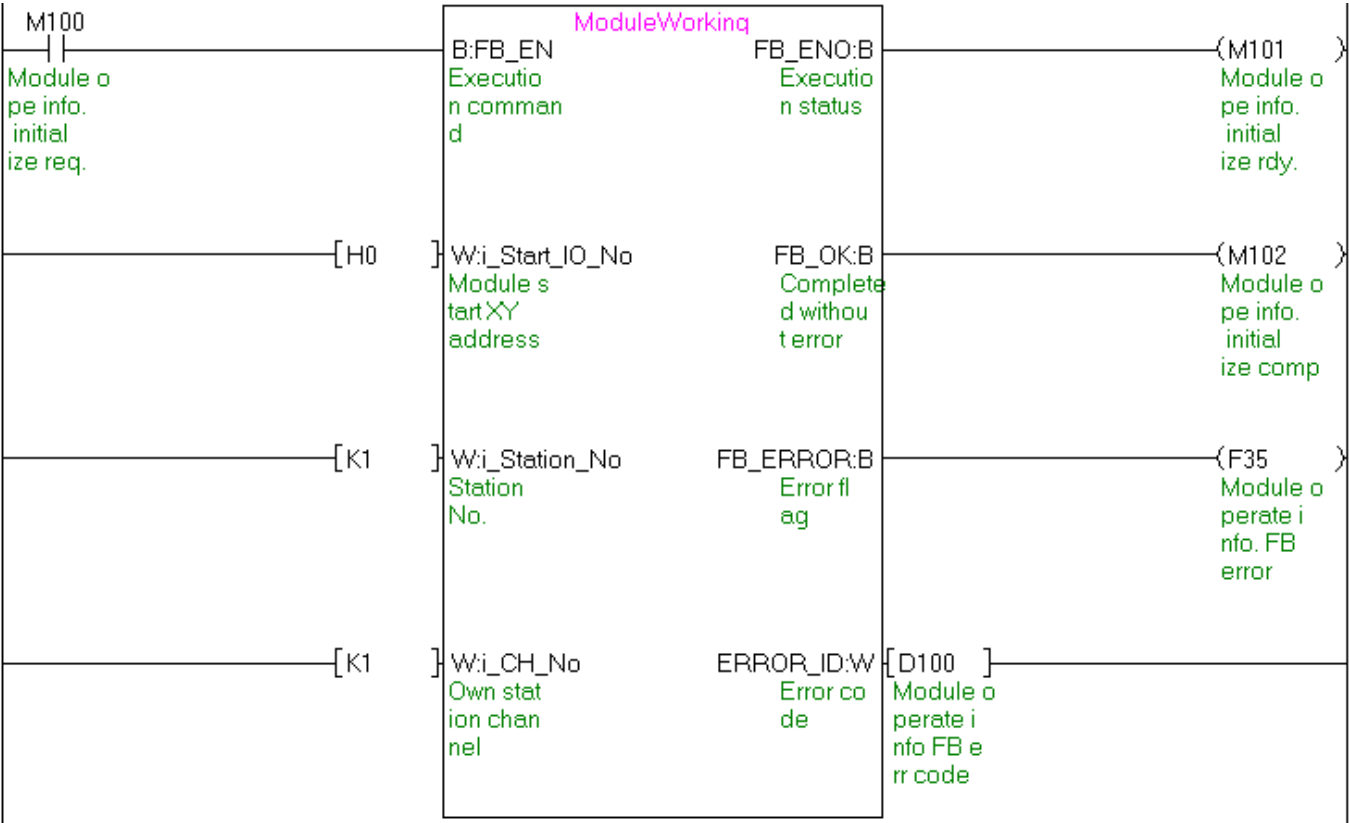 M100
Module o
pe info.
initial
ize req.
ModuleWorking
B:FB_EN
Executio
n comman
d
FB_ENO:B
Executio
n status
(M101 )
Module o
pe info.
initial
ize rdy.
[H0 ]
W:i_Start_IO_No
Module s
tart XY
address
FB_OK:B
Complete
d withou
t error
(M102 )
Module o
pe info.
initial
ize comp
[K1 ]
W:i_Station_No
Station
No.
FB_ERROR:B
Error fl
ag
(F35 )
Module o
perate i
nfo. FB
error
[K1 ]
W:i_CH_No
Own stat
ion chan
nel
ERROR_ID:W
Error co
de
[D100 ]
Module o
perate i
nfo FB e
rr code